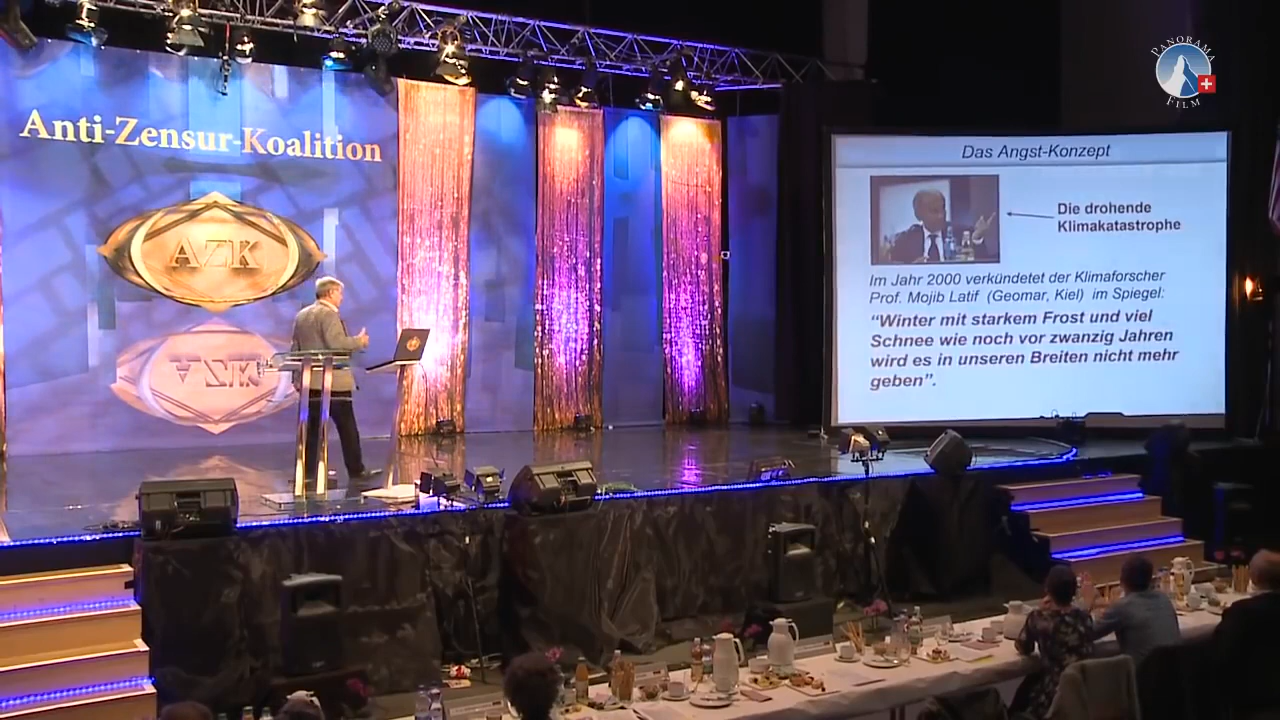 PANORAMA
FILM
Anti-Zensur-Koalition
AZK
Das Angst-Konzept
Die drohende
Klimakatastrophe
Im Jahr 2000 verkündetet der Klimaforscher
Prof. Mojib Latif (Geomar, Kiel) im Spiegel:
“Winter mit starkem Frost und viel
Schnee wie noch vor zwanzig Jahren
wird es in unseren Breiten nicht mehr
geben”.